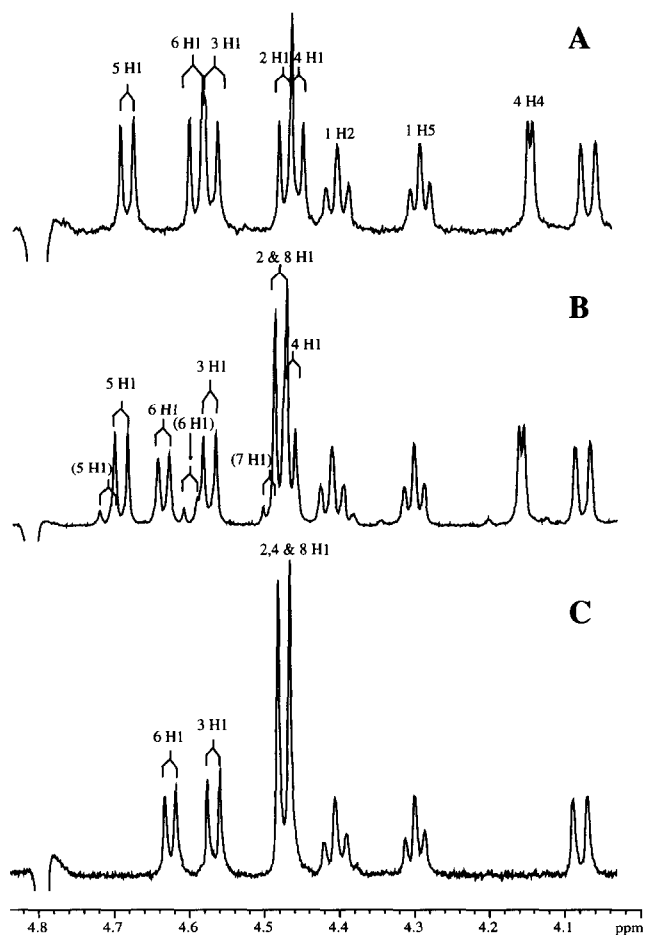 A
6 H1 3 H1
5 H1
2 H1 4 H1
1 H2
1 H5
4 H4
2 & 8 H1
B
4 H1
3 H1
5 H1
6 H1
(6 H1)
(5 H1)
(7 H1)
2,4 & 8 H1
C
6 H1
3 H1
4.8 4.7 4.6 4.5 4.4 4.3 4.2 4.1 ppm